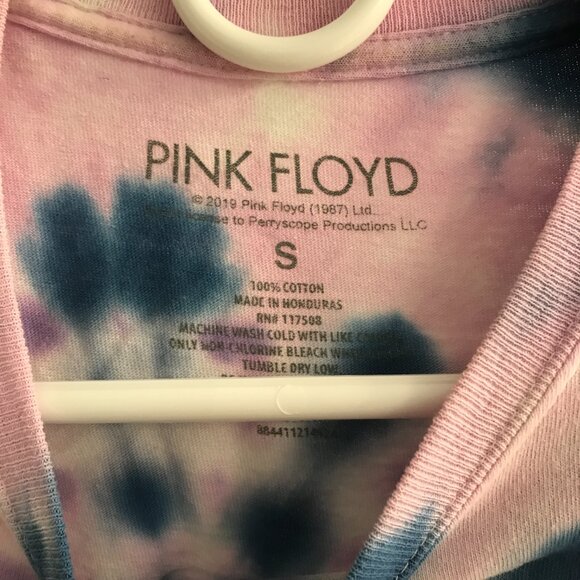 PINK FLOYD
© 2019 Pink Floyd (1987) Ltd.
to Perryscope Productions LLC
S
100% COTTON
MADE IN HONDURAS
RN# 117508
MACHINE WASH COLD WITH LIKE
ONLY NON-CHLORINE BLEACH
TUMBLE DRY LOW